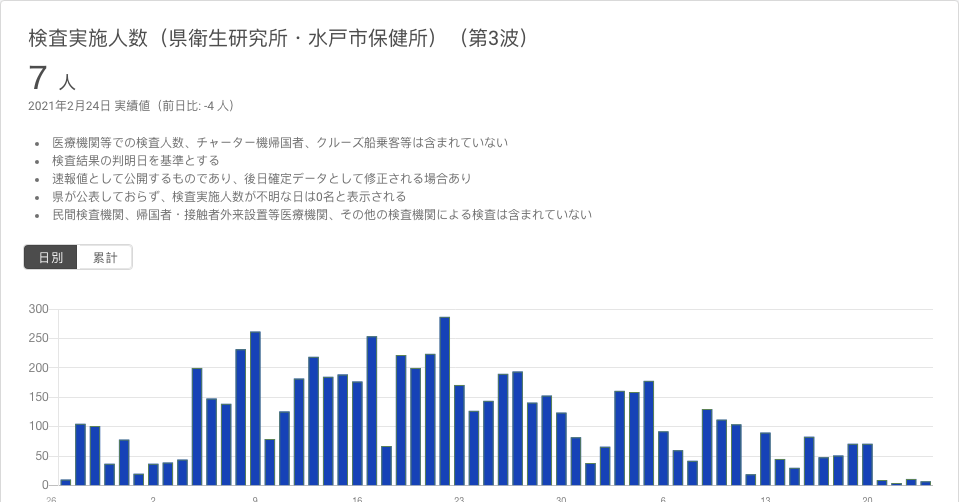 検査実施人数（県衛生研究所・水戸市保健所）（第3波）
7 人
2021年2月24日 実績値（前日比: -4 人）
• 医療機関等での検査人数、チャーター機帰国者、クルーズ船乗客等は含まれていない
• 検査結果の判明日を基準とする
• 速報値として公開するものであり、後日確定データとして修正される場合あり
• 県が公表しておらず、検査実施人数が不明な日は0名と表示される
• 民間検査機関、帰国者・接触者外来設置等医療機関、その他の検査機関による検査は含まれていない
日別 累計
300
250
200
150
100
50
0
26 2 9 16 23 30 6 13 20